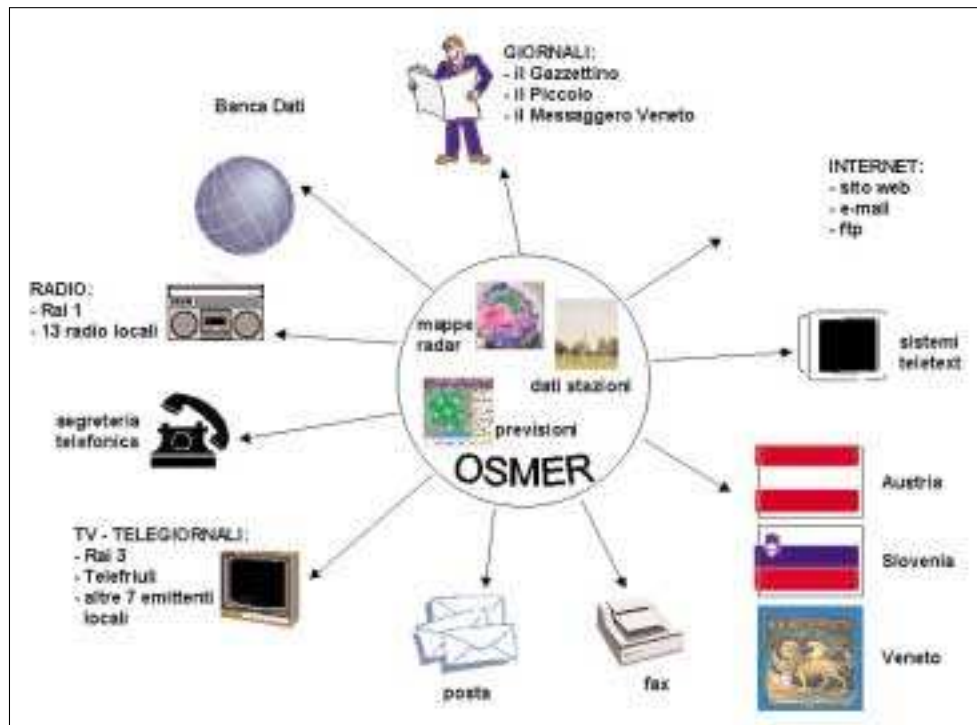 GIORNALI:
- il Gazzettino
- il Piccolo
- il Messaggero Veneto
Banca Dati
INTERNET:
- sito web
- e-mail
- ftp
RADIO:
- Rai 1
- 13 radio locali
mappe
radar
dati stazioni
previsioni
OSMER
sistemi
teletext
segreteria
telefonica
Austria
Slovenia
Veneto
TV - TELEGIORNALI:
- Rai 3
- Telefriuli
- altre 7 emittenti
locali
posta
fax